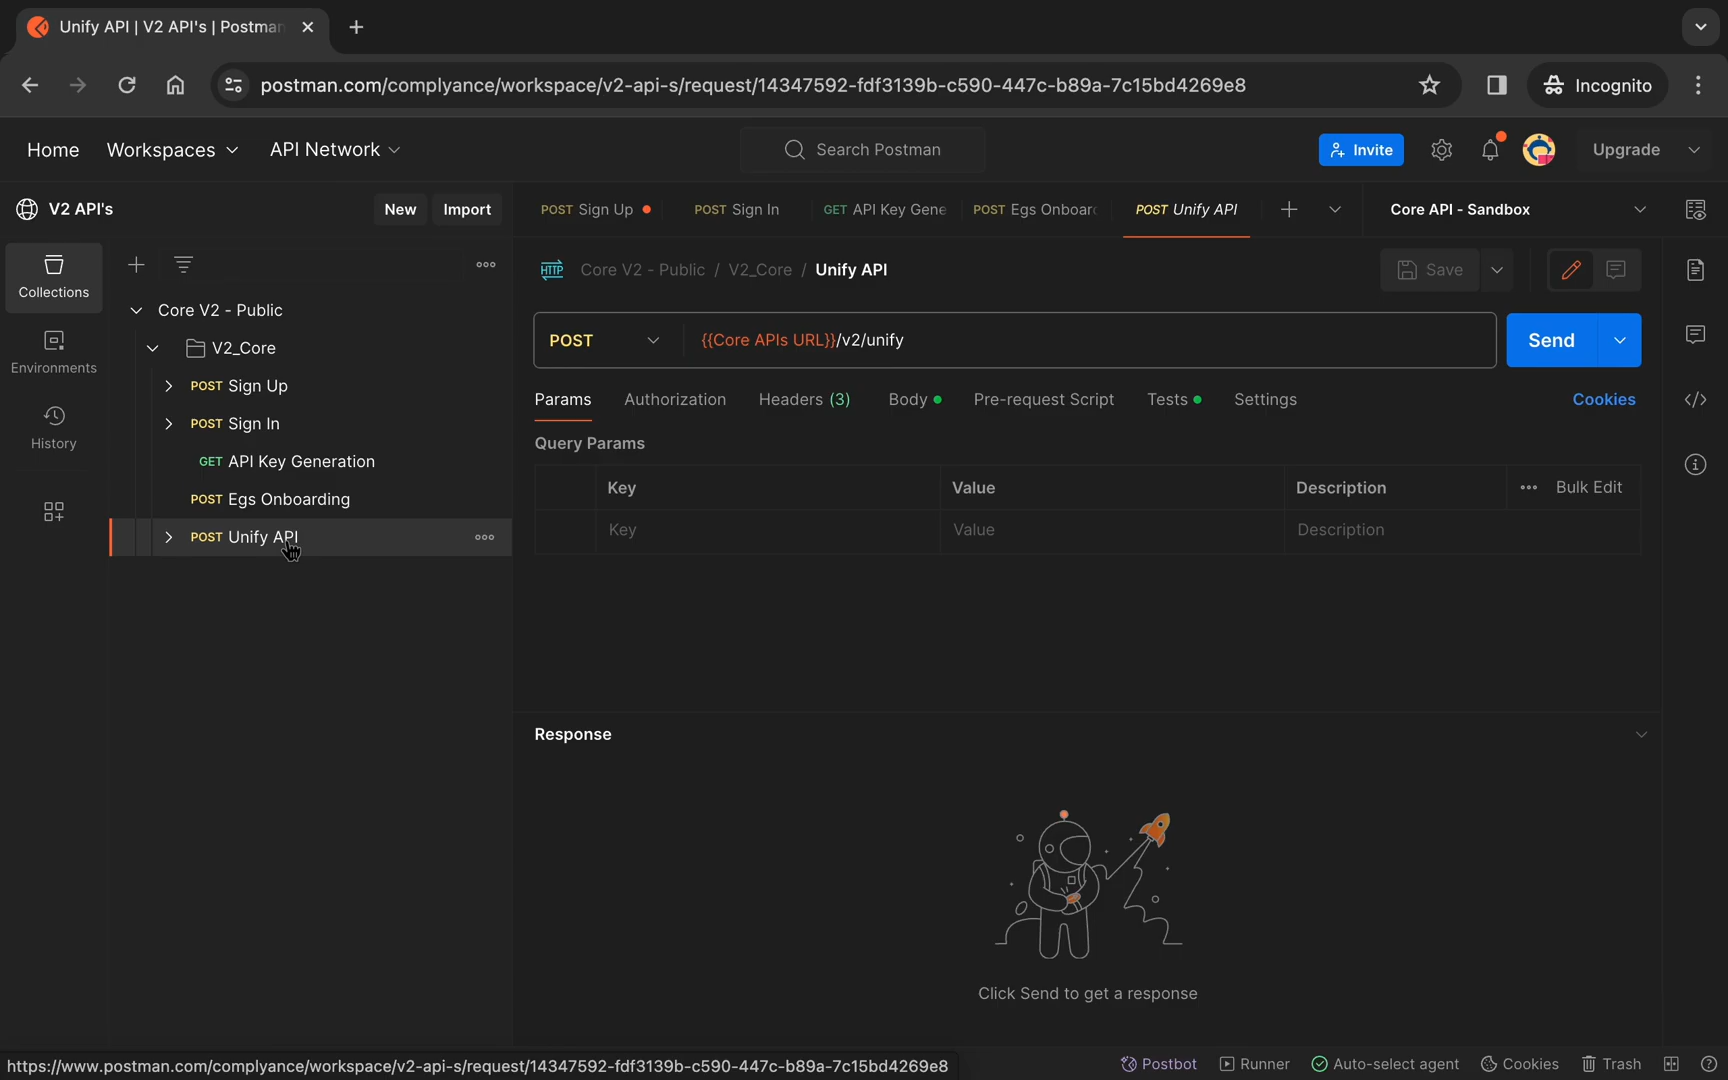 Unify API | V2 API's | Postman
postman.com/complyance/workspace/v2-api-s/request/14347592-fdf3139b-c590-447c-b89a-7c15bd4269e8
Incognito
Home
Workspaces
API Network
Search Postman
Invite
Upgrade
V2 API's
New
Import
POST Sign Up
POST Sign In
GET API Key Gene
POST Egs Onboar
POST Unify API
Core API - Sandbox
Collections
Environments
History
Core V2 - Public
V2_Core
POST Sign Up
POST Sign In
GET API Key Generation
POST Egs Onboarding
POST Unify API
HTTP Core V2 - Public / V2_Core / Unify API
Save
POST
{{Core APIs URL}}/v2/unify
Send
Params
Authorization
Headers (3)
Body
Pre-request Script
Tests
Settings
Cookies
Query Params
Key
Value
Description
Bulk Edit
Key
Value
Description
Response
Click Send to get a response
https://www.postman.com/complyance/workspace/v2-api-s/request/14347592-fdf3139b-c590-447c-b89a-7c15bd4269e8
Postbot
Runner
Auto-select agent
Cookies
Trash